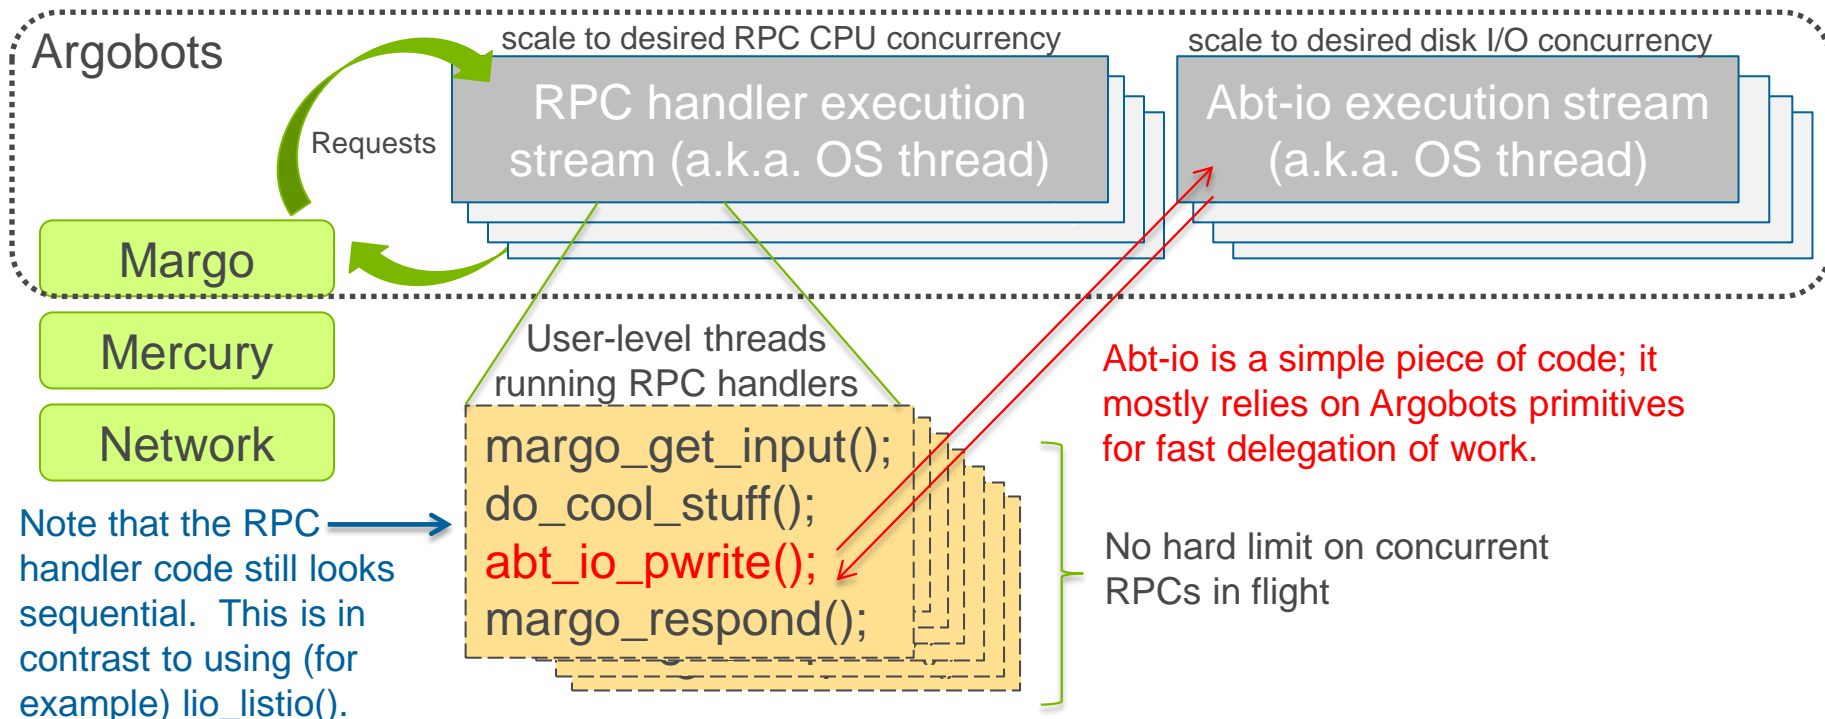 Argobots
scale to desired RPC CPU concurrency
RPC handler execution
stream (a.k.a. OS thread)
scale to desired disk I/O concurrency
Abt-io execution stream
(a.k.a. OS thread)
Requests
Margo
Mercury
Network
User-level threads
running RPC handlers
margo_get_input();
do_cool_stuff();
abt_io_pwrite();
margo_respond();
Abt-io is a simple piece of code; it
mostly relies on Argobots primitives
for fast delegation of work.
No hard limit on concurrent
RPCs in flight
Note that the RPC
handler code still looks
sequential.  This is in
contrast to using (for
example) lio_listio().